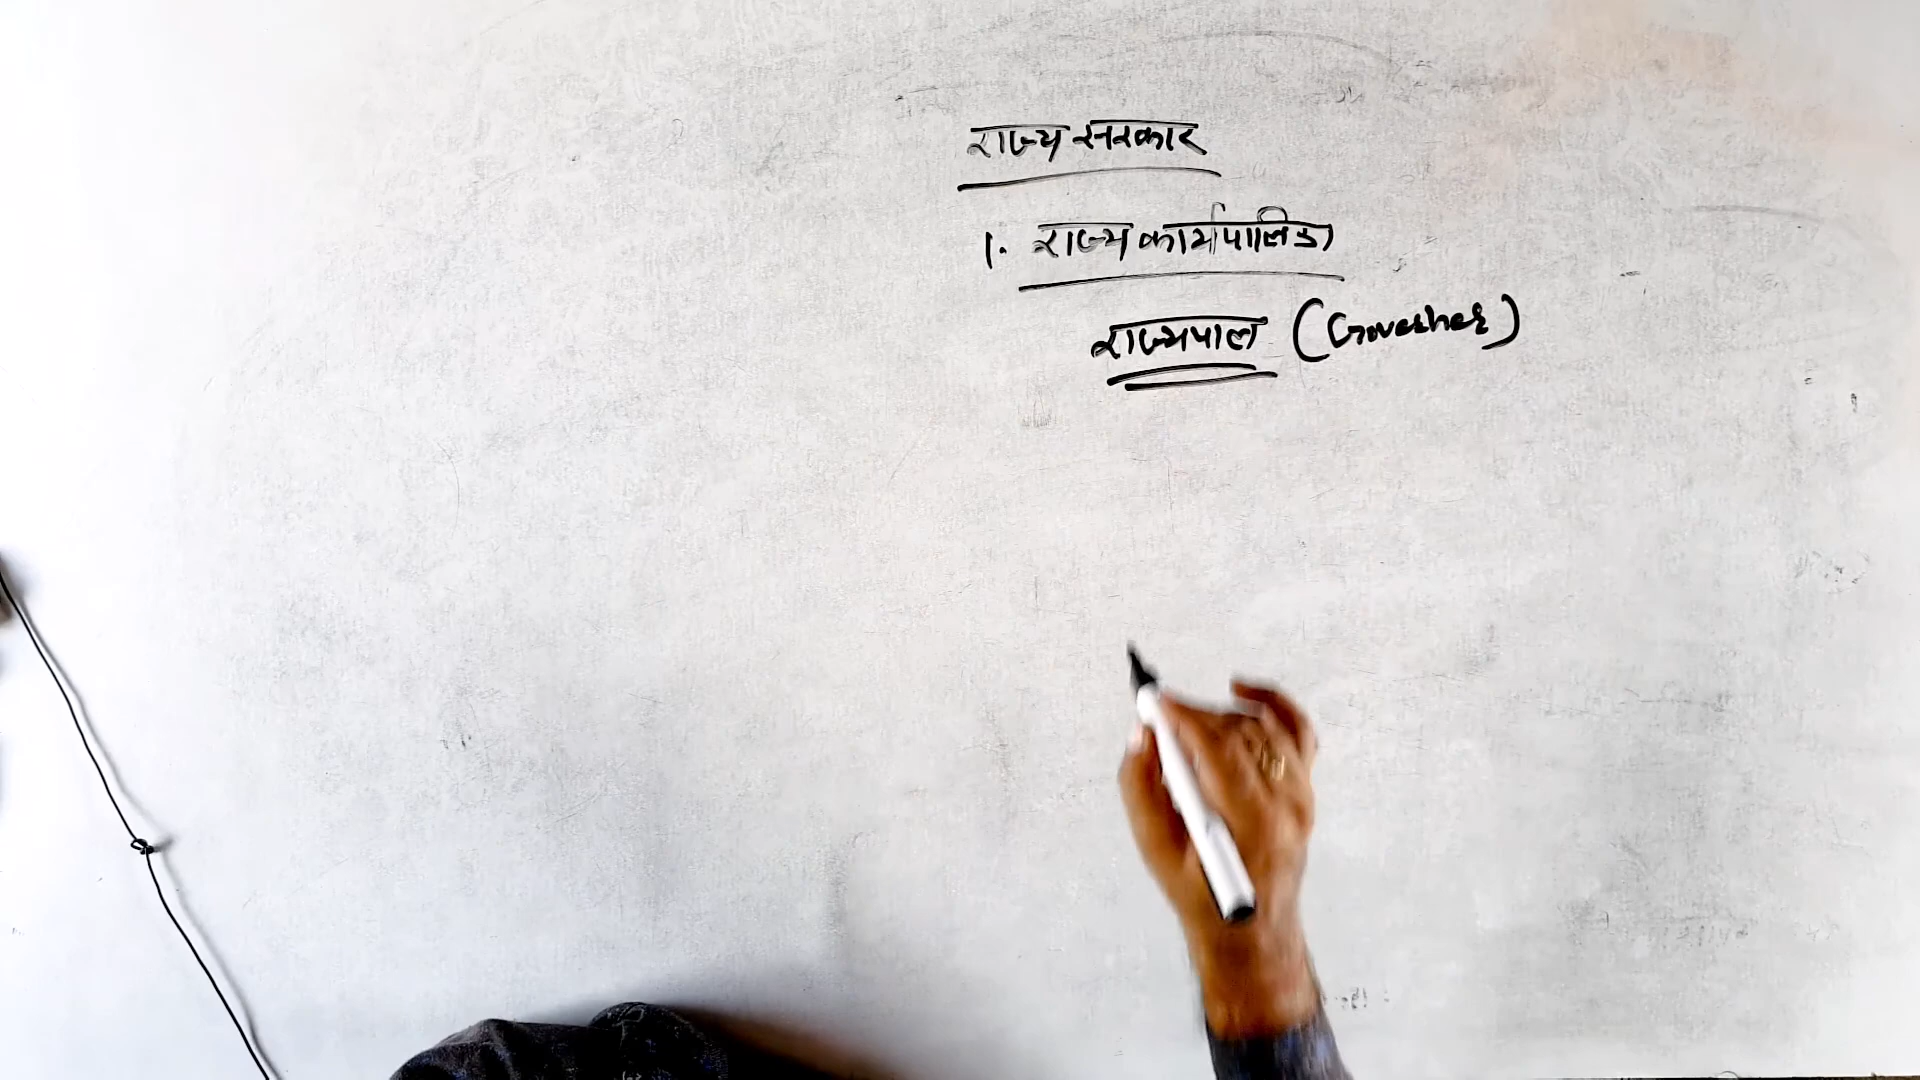 राज्य सरकार
1. राज्य कार्यपालिका
राज्यपाल (Governer)